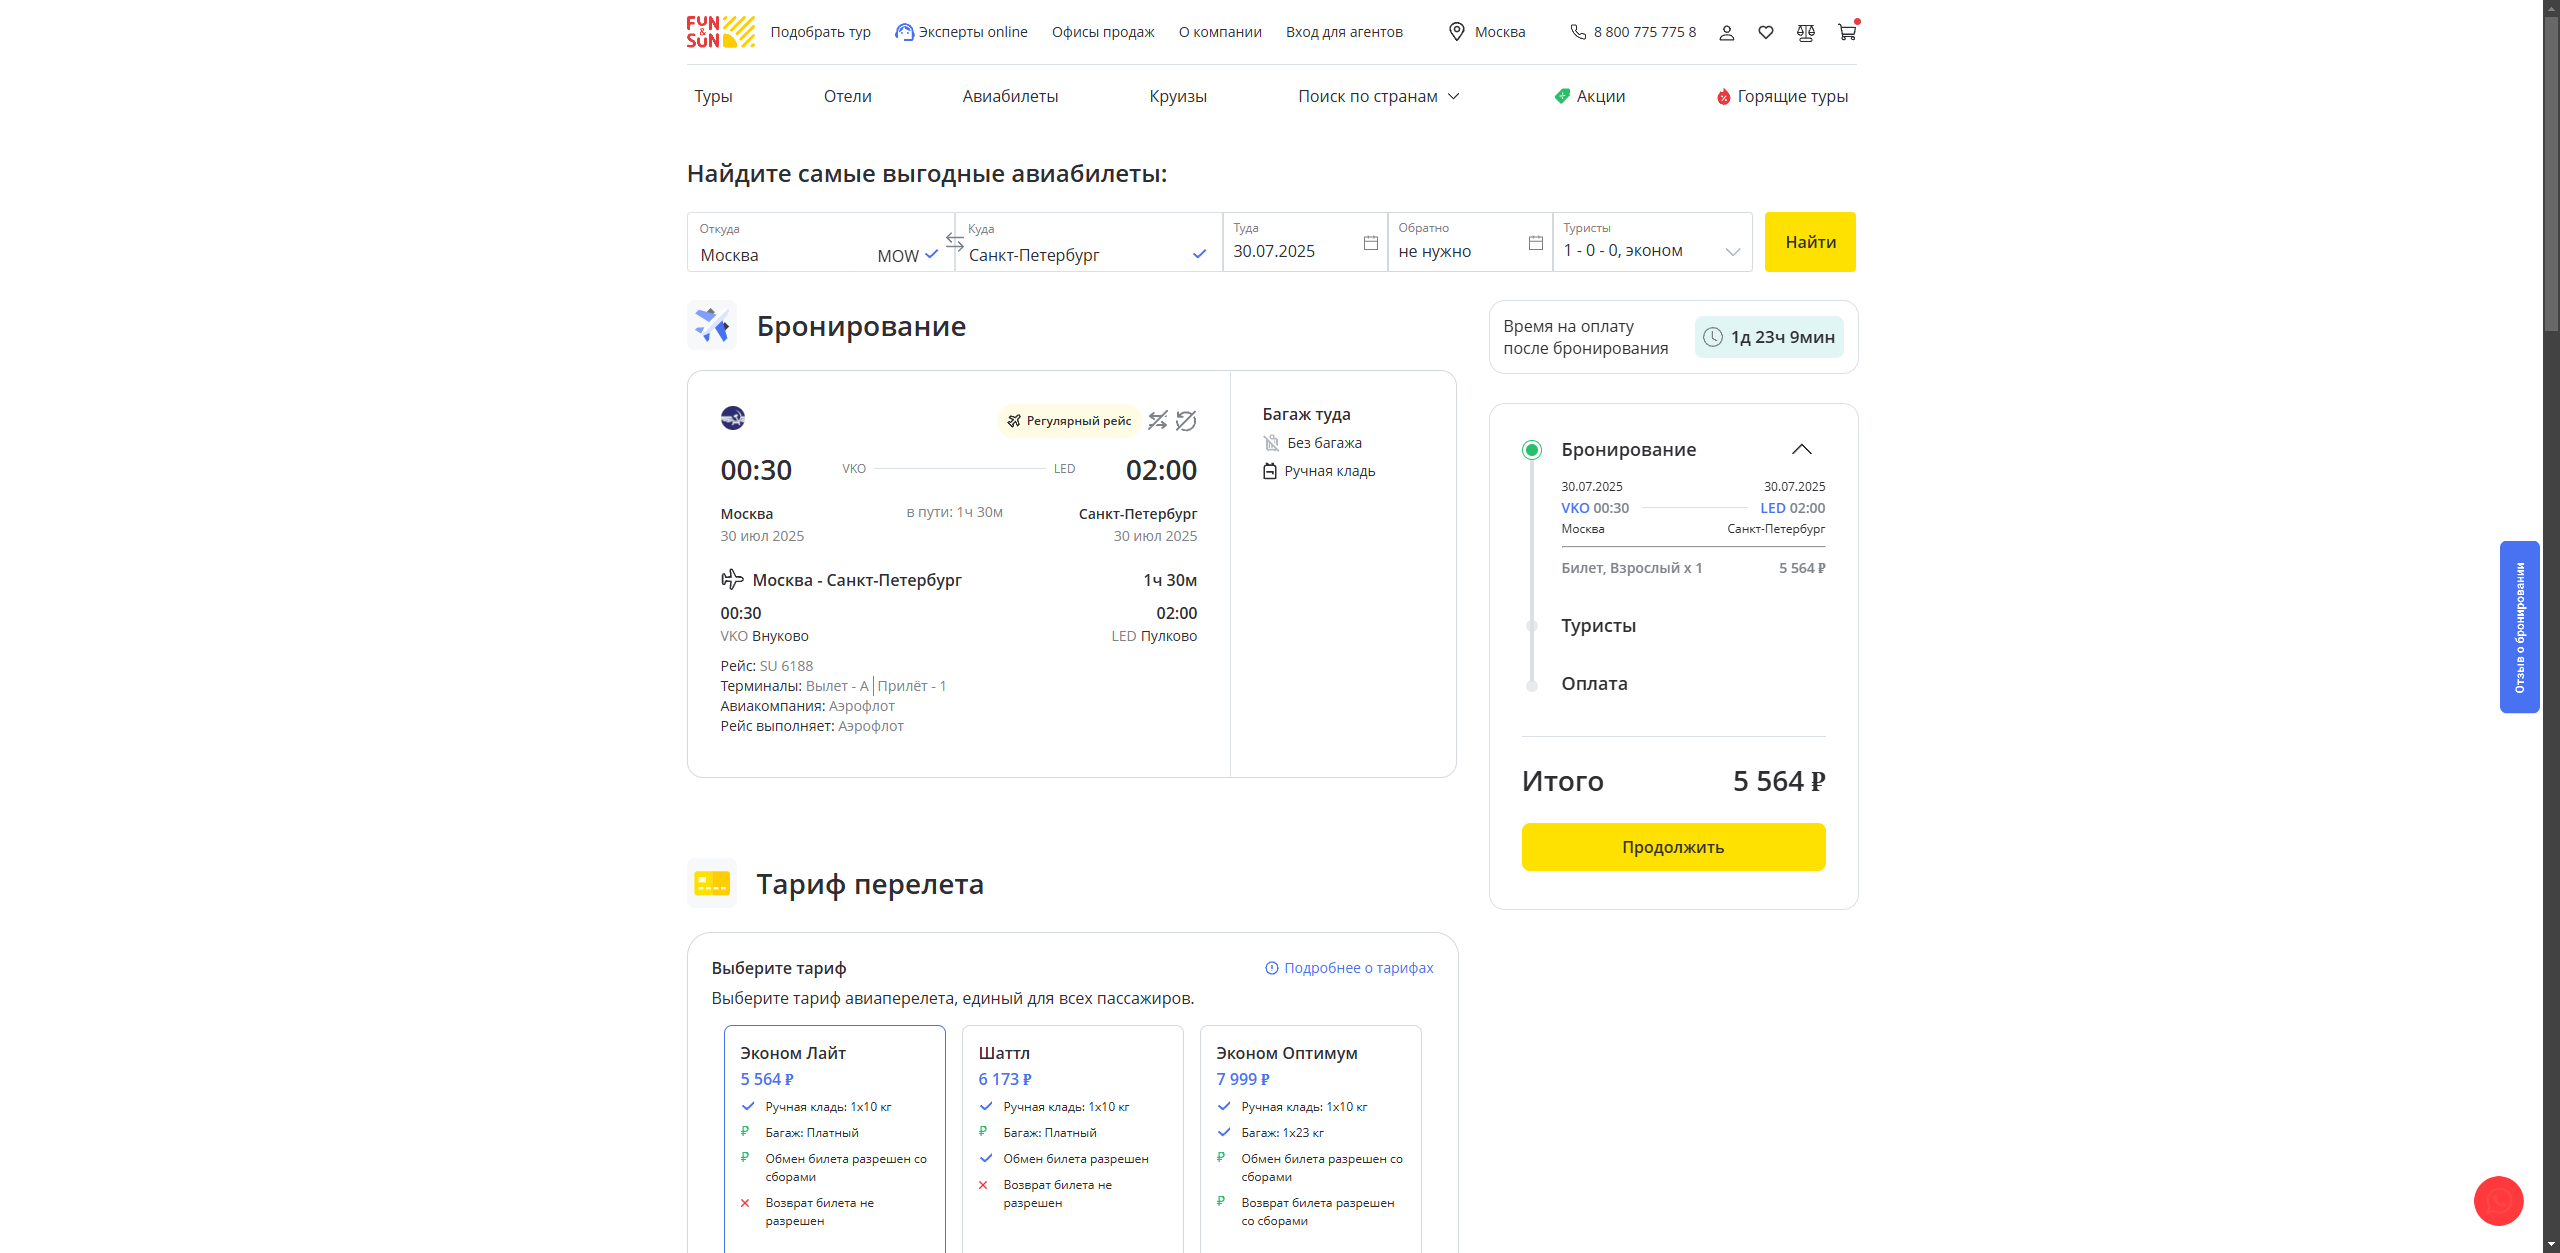 FUN & SUN
Подобрать тур
Эксперты online
Офисы продаж
О компании
Вход для агентов
Москва
8 800 775 775 8
Туры
Отели
Авиабилеты
Круизы
Поиск по странам
Акции
Горящие туры
Найдите самые выгодные авиабилеты:
Откуда
Москва MOW
Куда
Санкт-Петербург
Туда
30.07.2025
Обратно
не нужно
Туристы
1 - 0 - 0, эконом
Найти
Бронирование
Регулярный рейс
00:30 VKO LED 02:00
Москва в пути: 1ч 30м Санкт-Петербург
30 июл 2025 30 июл 2025
Москва - Санкт-Петербург 1ч 30м
00:30 02:00
VKO Внуково LED Пулково
Рейс: SU 6188
Терминалы: Вылет - A Прилёт - 1
Авиакомпания: Аэрофлот
Рейс выполняет: Аэрофлот
Багаж туда
Без багажа
Ручная кладь
Время на оплату
после бронирования
1д 23ч 9мин
Бронирование
30.07.2025 30.07.2025
VKO 00:30 LED 02:00
Москва Санкт-Петербург
Билет, Взрослый x 1 5 564 ₽
Туристы
Оплата
Итого 5 564 ₽
Продолжить
Тариф перелета
Выберите тариф
Подробнее о тарифах
Выберите тариф авиаперелета, единый для всех пассажиров.
Эконом Лайт
5 564 ₽
Ручная кладь: 1x10 кг
₽ Багаж: Платный
₽ Обмен билета разрешен со
сборами
Возврат билета не
разрешен
Шаттл
6 173 ₽
Ручная кладь: 1x10 кг
₽ Багаж: Платный
Обмен билета разрешен
Возврат билета не
разрешен
Эконом Оптимум
7 999 ₽
Ручная кладь: 1x10 кг
Багаж: 1x23 кг
₽ Обмен билета разрешен со
сборами
₽ Возврат билета разрешен
со сборами
Отзыв о бронировании